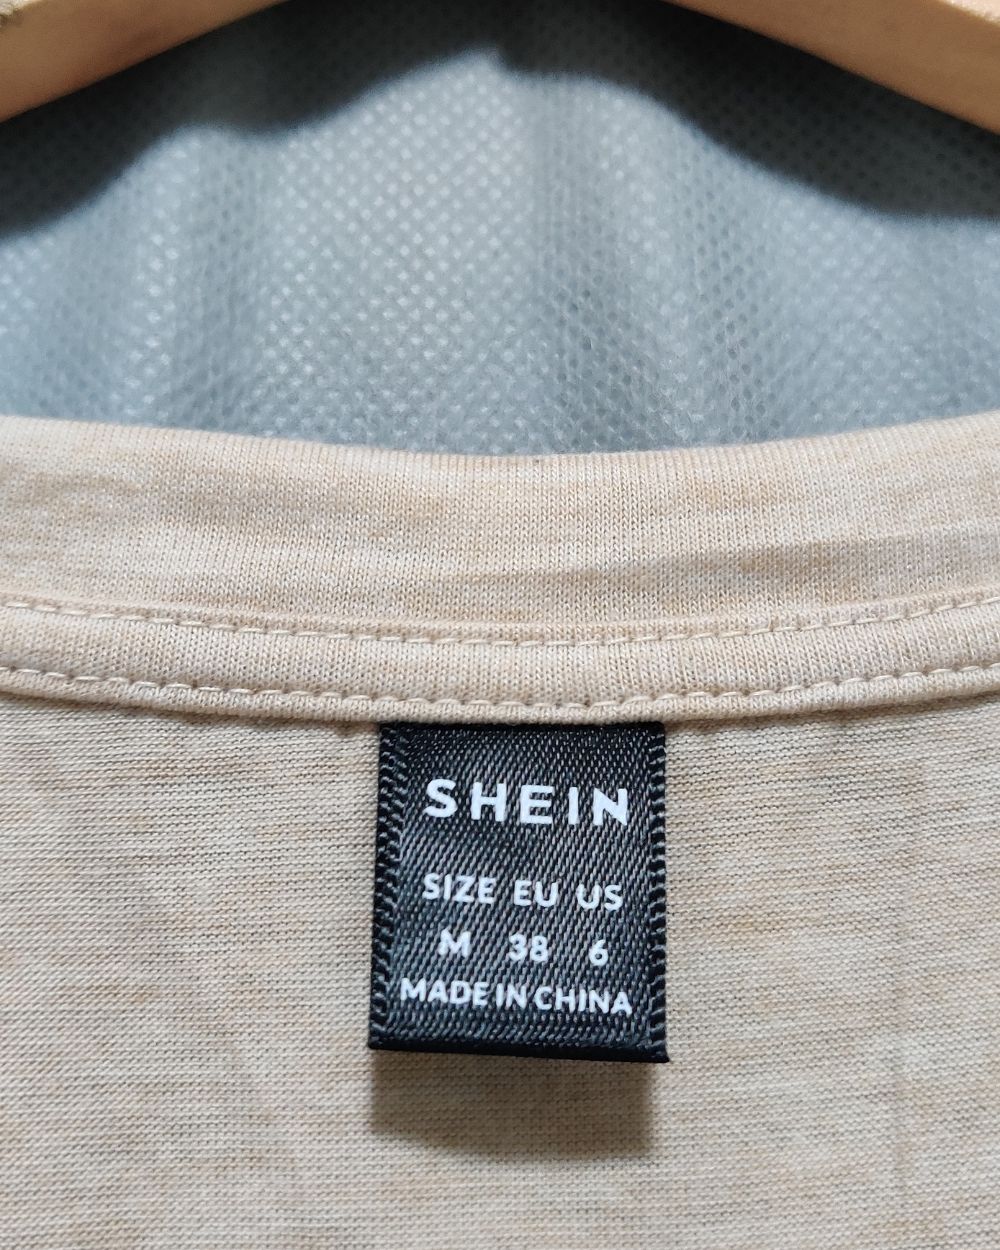 SHEIN
SIZE EU US
M 38 6
MADE IN CHINA